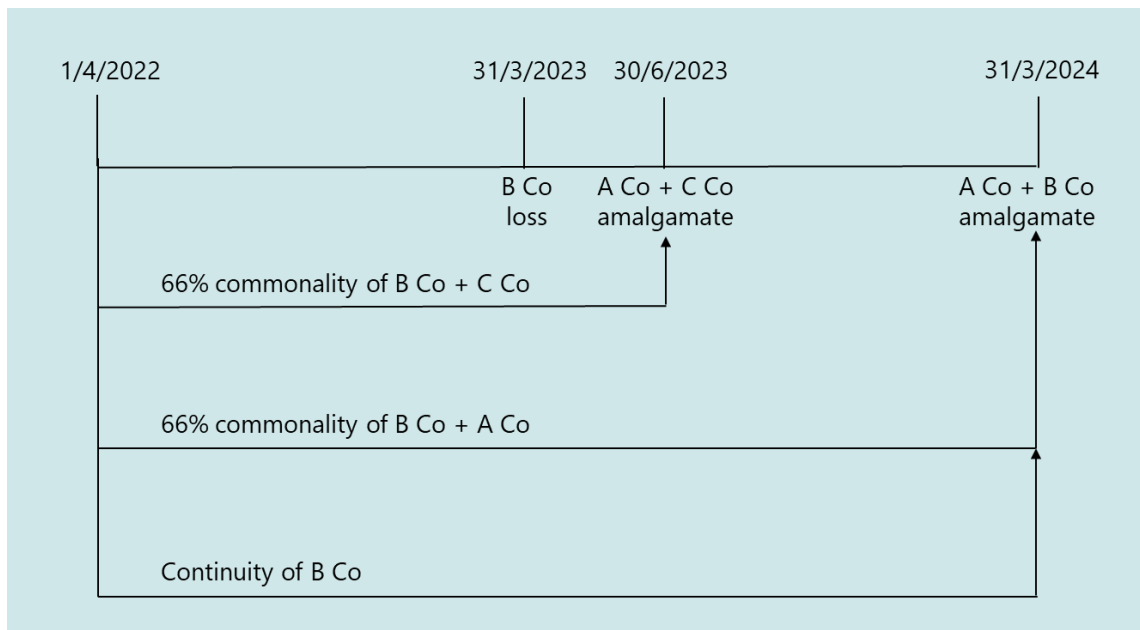 1/4/2022 31/3/2023 30/6/2023 31/3/2024
B Co A Co + C Co A Co + B Co
loss amalgamate amalgamate
66% commonality of B Co + C Co
66% commonality of B Co + A Co
Continuity of B Co